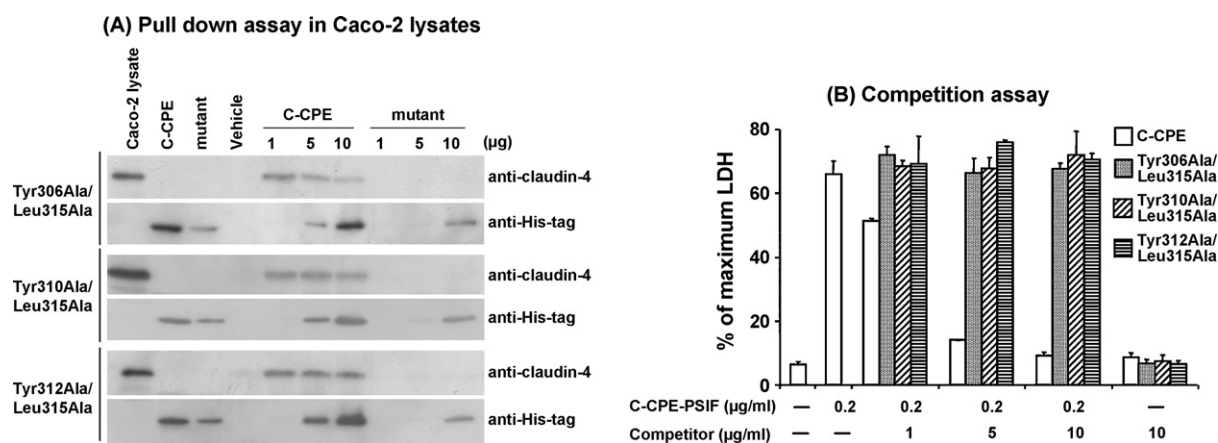 (A) Pull down assay in Caco-2 lysates
Caco-2 lysate
C-CPE
mutant
Vehicle
C-CPE
mutant
1 5 10 1 5 10 (µg)
Tyr306Ala/
Leu315Ala
anti-claudin-4
anti-His-tag
Tyr310Ala/
Leu315Ala
anti-claudin-4
anti-His-tag
Tyr312Ala/
Leu315Ala
anti-claudin-4
anti-His-tag
(B) Competition assay
% of maximum LDH
80
60
40
20
0
C-CPE
Tyr306Ala/
Leu315Ala
Tyr310Ala/
Leu315Ala
Tyr312Ala/
Leu315Ala
C-CPE-PSIF (µg/ml) — 0.2 0.2 0.2 0.2 —
Competitor (µg/ml) — — 1 5 10 10